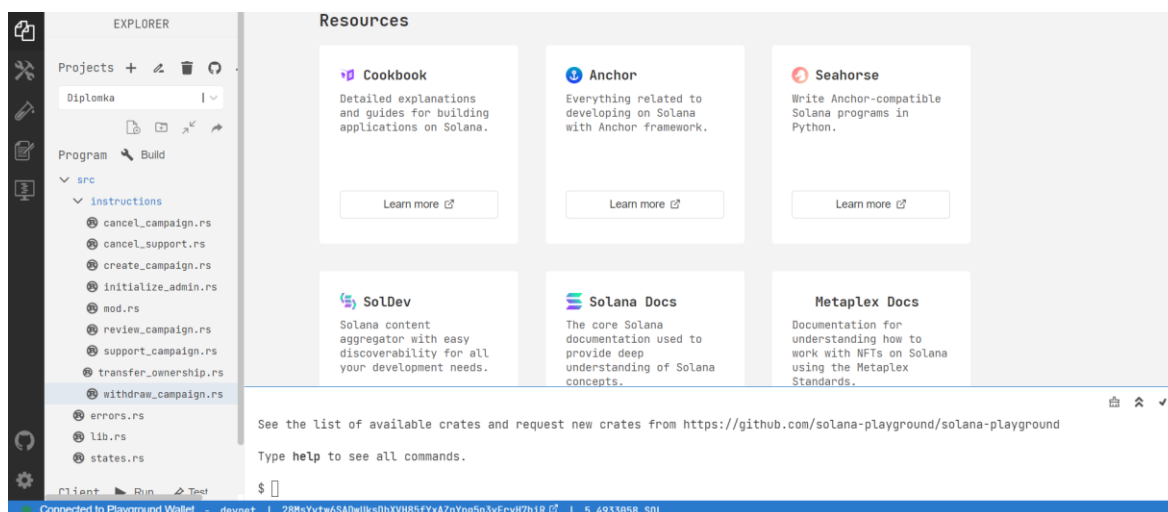 EXPLORER
Projects
Diplomka
Program Build
src
instructions
cancel_campaign.rs
cancel_support.rs
create_campaign.rs
initialize_admin.rs
mod.rs
review_campaign.rs
support_campaign.rs
transfer_ownership.rs
withdraw_campaign.rs
errors.rs
lib.rs
states.rs
Client Run Test
Resources
Cookbook
Detailed explanations
and guides for building
applications on Solana.
Learn more
Anchor
Everything related to
developing on Solana
with Anchor framework.
Learn more
Seahorse
Write Anchor-compatible
Solana programs in
Python.
Learn more
SolDev
Solana content
aggregator with easy
discoverability for all
your development needs.
Solana Docs
The core Solana
documentation used to
provide deep
understanding of Solana
concepts.
Metaplex Docs
Documentation for
understanding how to
work with NFTs on Solana
using the Metaplex
Standards.
See the list of available crates and request new crates from https://github.com/solana-playground/solana-playground
Type help to see all commands.
$
Connected to Playground Wallet - devnet | | 5.4933058 SOL